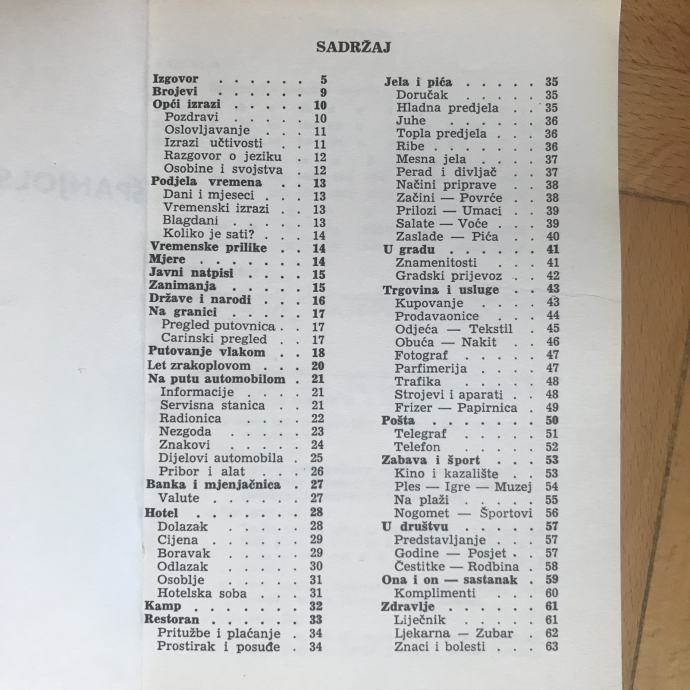 SADRŽAJ
Izgovor . . . . . . 5
Brojevi . . . . . . 9
Opći izrazi . . . . . 10
Pozdravi . . . . . 10
Oslovljavanje . . . 11
Izrazi učtivosti . . 11
Razgovor o jeziku . 12
Osobine i svojstva . 12
Podjela vremena . . 13
Dani i mjeseci . . . 13
Vremenski izrazi . . 13
Blagdani . . . . . 13
Koliko je sati? . . . 14
Vremenske prilike . . 14
Mjere . . . . . . . 14
Javni natpisi . . . . 15
Zanimanja . . . . . 15
Države i narodi . . . 16
Na granici . . . . . 17
Pregled putovnica . . 17
Carinski pregled . . 17
Putovanje vlakom . . 18
Let zrakoplovom . . . 20
Na putu automobilom . 21
Informacije . . . . 21
Servisna stanica . . 21
Radionica . . . . 22
Nezgoda . . . . . 23
Znakovi . . . . . 24
Dijelovi automobila . 25
Pribor i alat . . . 26
Banka i mjenjačnica . 27
Valute . . . . . . 27
Hotel . . . . . . . 28
Dolazak . . . . . 28
Cijena . . . . . . 29
Boravak . . . . . 29
Odlazak . . . . . 30
Osoblje . . . . . 31
Hotelska soba . . . 31
Kamp . . . . . . . 32
Restoran . . . . . . 33
Pritužbe i plaćanje . 34
Prostirak i posuđe . 34
Jela i pića . . . . . 35
Doručak . . . . . 35
Hladna predjela . . 35
Juhe . . . . . . 36
Topla predjela . . . 36
Ribe . . . . . . . 36
Mesna jela . . . . 37
Perad i divljač . . 37
Načini priprave . . 38
Začini — Povrće . . 38
Prilozi — Umaci . . 39
Salate — Voće . . . 39
Zaslade — Pića . . 40
U gradu . . . . . . 41
Znamenitosti . . . 41
Gradski prijevoz . . 42
Trgovina i usluge . . 43
Kupovanje . . . . 43
Prodavaonice . . . 44
Odjeća — Tekstil . 45
Obuća — Nakit . . 46
Fotograf . . . . . 47
Parfimerija . . . . 47
Trafika . . . . . 48
Strojevi i aparati . . 48
Frizer — Papirnica . 49
Pošta . . . . . . . 50
Telegraf . . . . . 51
Telefon . . . . . 52
Zabava i šport . . . 53
Kino i kazalište . . 53
Ples — Igre — Muzej 54
Na plaži . . . . . 55
Nogomet — Športovi 56
U društvu . . . . . 57
Predstavljanje . . . 57
Godine — Posjet . . 57
Čestitke — Rodbina . 58
Ona i on — sastanak . 59
Komplimenti . . . 60
Zdravlje . . . . . . 61
Liječnik . . . . . 61
Ljekarna — Zubar . 62
Znaci i bolesti . . . 63